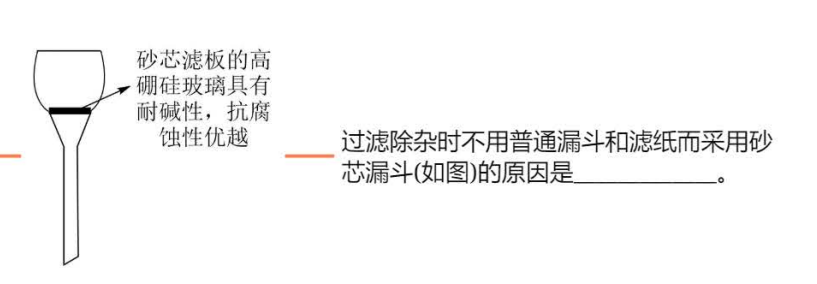 砂芯滤板的高
硼硅玻璃具有
耐碱性，抗腐
蚀性优越
过滤除杂时不用普通漏斗和滤纸而采用砂
芯漏斗(如图)的原因是____________。